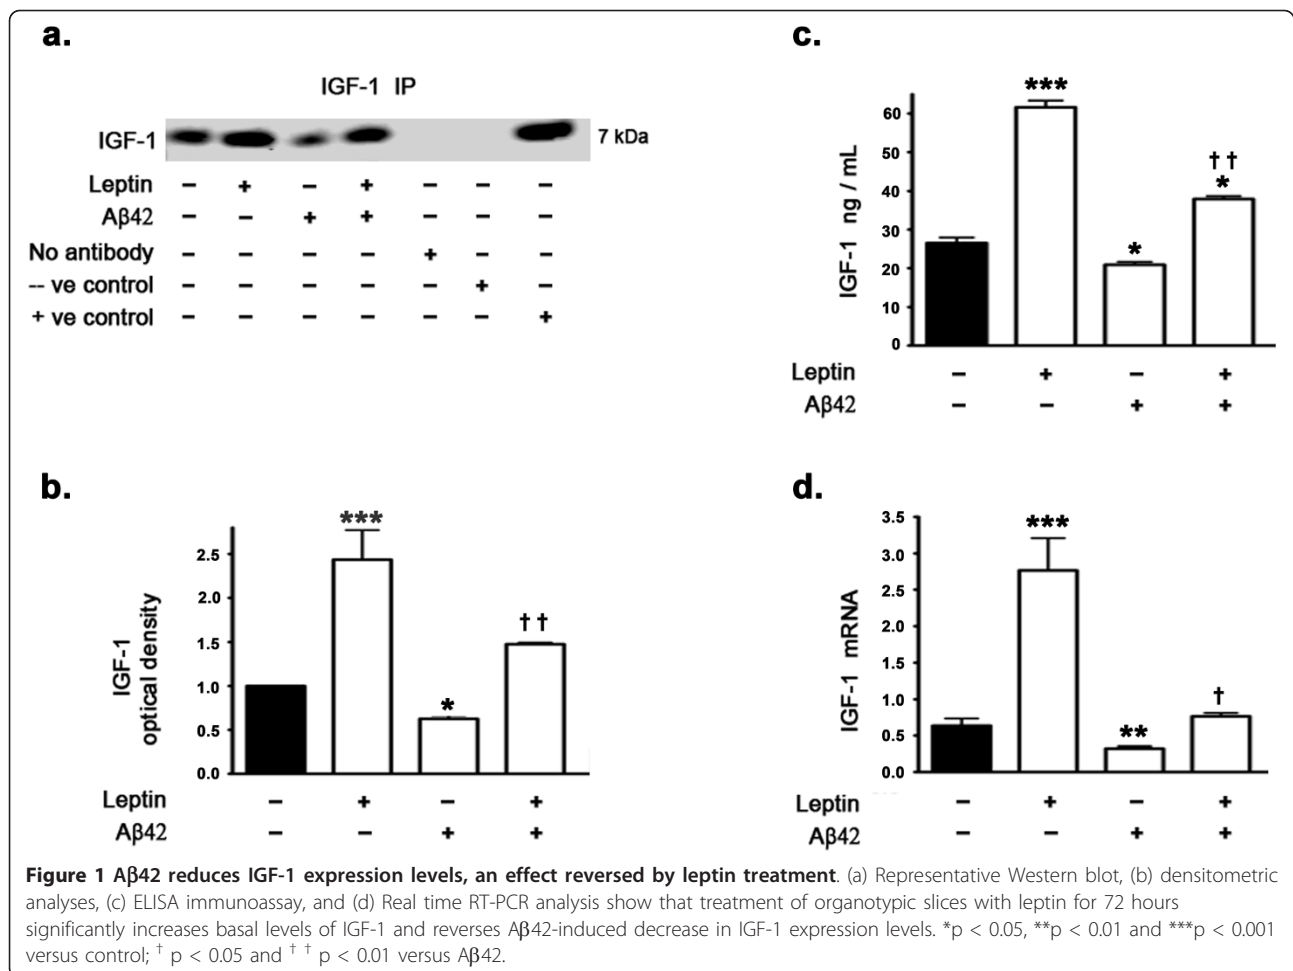 a.
IGF-1 IP
IGF-1
7 kDa
Leptin − + − + − − −
Aβ42 − − + + − − −
No antibody − − − − + − −
-- ve control − − − − − + −
+ ve control − − − − − − +
b.
***
2.5
2.0
1.5
1.0
0.5
0.0
††
*
IGF-1
optical density
Leptin − + − +
Aβ42 − − + +
c.
***
60
50
40
30
20
10
0
††
*
*
IGF-1 ng / mL
Leptin − + − +
Aβ42 − − + +
d.
3.5
3.0
2.5
2.0
1.5
1.0
0.5
0.0
***
**
†
IGF-1 mRNA
Leptin − + − +
Aβ42 − − + +
Figure 1 Aβ42 reduces IGF-1 expression levels, an effect reversed by leptin treatment. (a) Representative Western blot, (b) densitometric
analyses, (c) ELISA immunoassay, and (d) Real time RT-PCR analysis show that treatment of organotypic slices with leptin for 72 hours
significantly increases basal levels of IGF-1 and reverses Aβ42-induced decrease in IGF-1 expression levels. *p < 0.05, **p < 0.01 and ***p < 0.001
versus control; † p < 0.05 and † † p < 0.01 versus Aβ42.